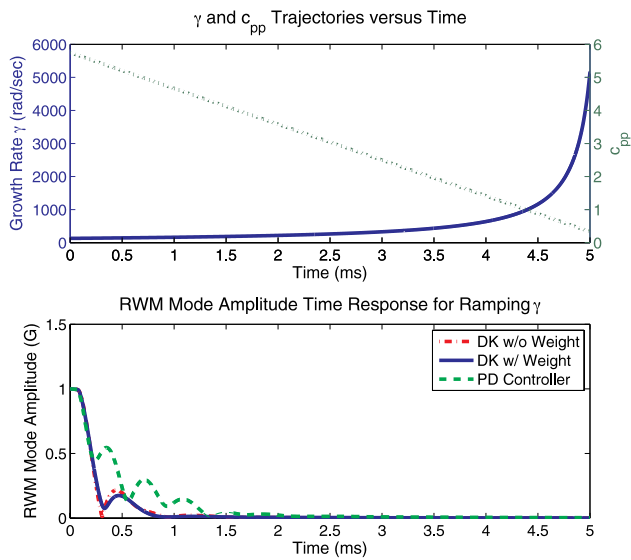 γ and c_pp Trajectories versus Time
Growth Rate γ (rad/sec)
6000
5000
4000
3000
2000
1000
0
6
5
4
3
2
1
0
c_pp
0 0.5 1 1.5 2 2.5 3 3.5 4 4.5 5
Time (ms)
RWM Mode Amplitude Time Response for Ramping γ
RWM Mode Amplitude (G)
1.5
1
0.5
0
DK w/o Weight
DK w/ Weight
PD Controller
0 0.5 1 1.5 2 2.5 3 3.5 4 4.5 5
Time (ms)